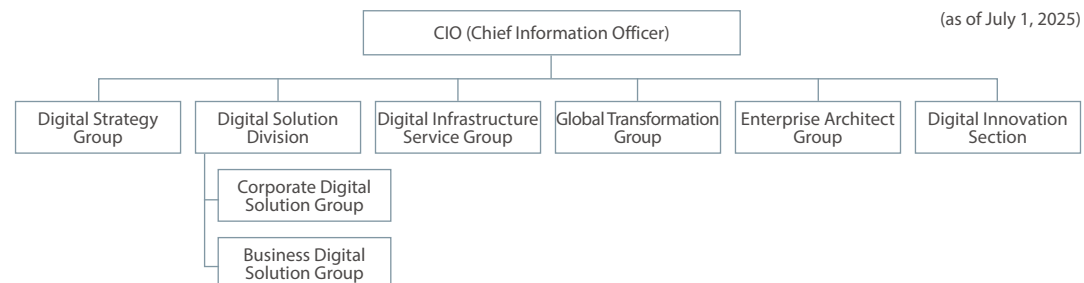 CIO (Chief Information Officer)
(as of July 1, 2025)
Digital Strategy
Group
Digital Solution
Division
Digital Infrastructure
Service Group
Global Transformation
Group
Enterprise Architect
Group
Digital Innovation
Section
Corporate Digital
Solution Group
Business Digital
Solution Group